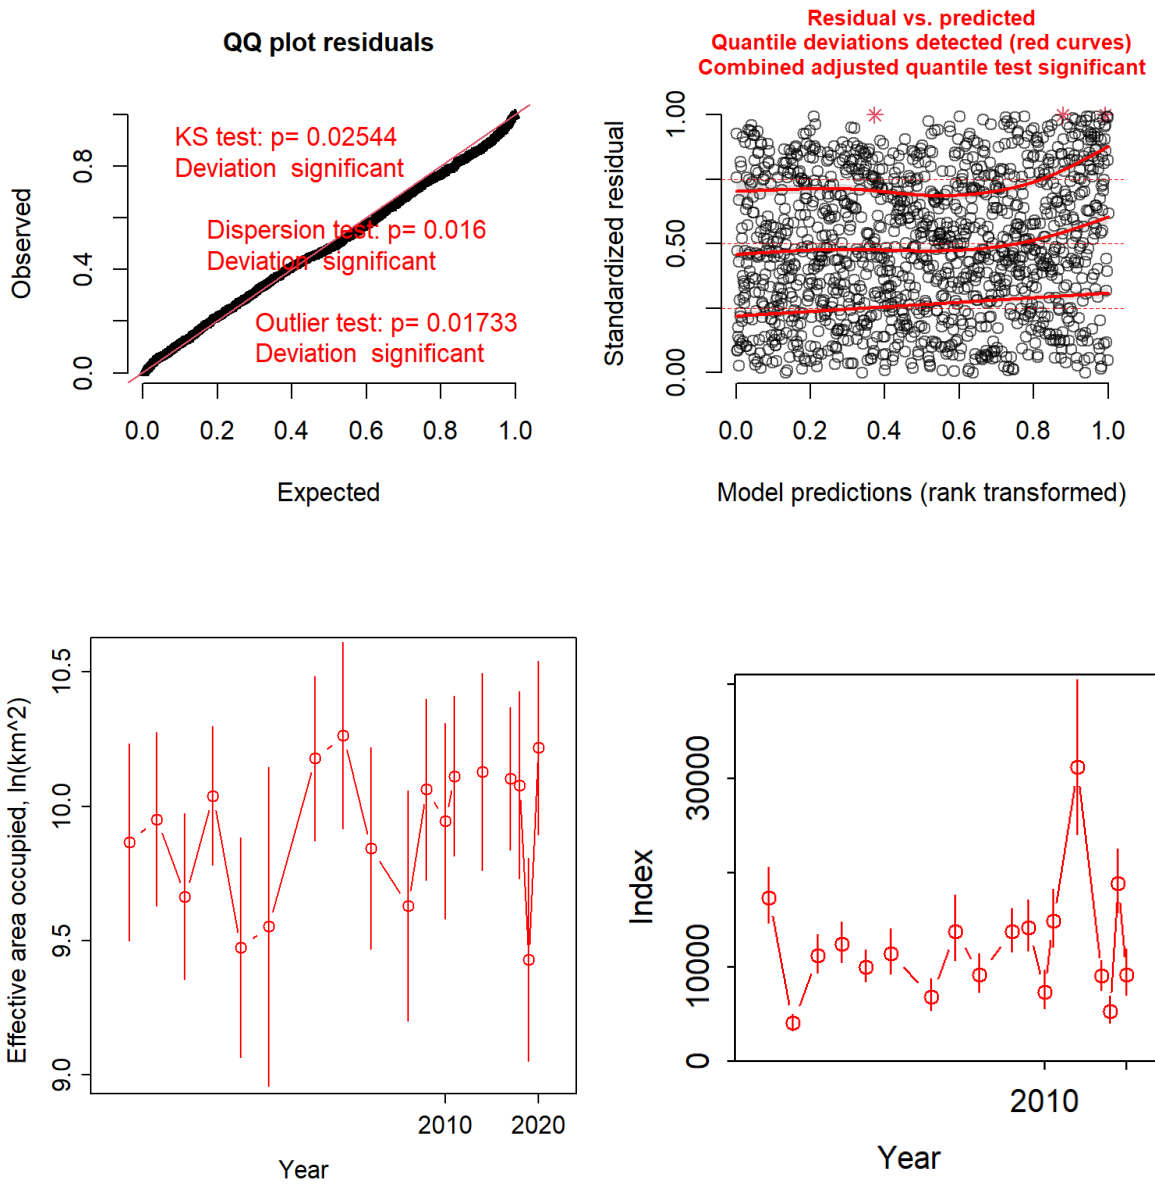 QQ plot residuals
KS test: p= 0.02544
Deviation  significant
Dispersion test: p= 0.016
Deviation  significant
Outlier test: p= 0.01733
Deviation  significant
Observed
0.0
0.4
0.8
0.0 0.2 0.4 0.6 0.8 1.0
Expected
Residual vs. predicted
Quantile deviations detected (red curves)
Combined adjusted quantile test significant
Standardized residual
0.00
0.50
1.00
0.0 0.2 0.4 0.6 0.8 1.0
Model predictions (rank transformed)
Effective area occupied, ln(km^2)
9.0
9.5
10.0
10.5
2010 2020
Year
Index
0
10000
30000
2010
Year